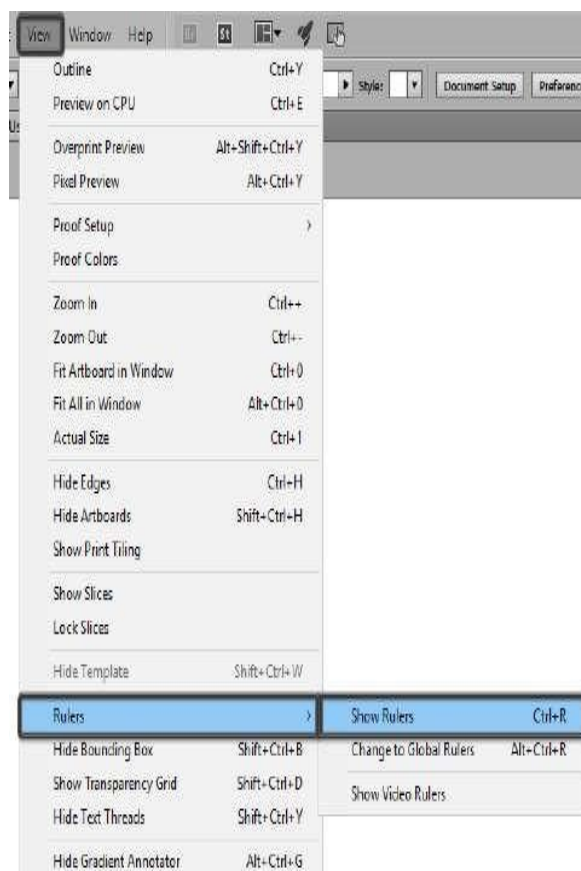 View Window Help St
Style: Document Setup Preferenc
Outline Ctrl+Y
Preview on CPU Ctrl+E
Us
Overprint Preview Alt+Shift+Ctrl+Y
Pixel Preview Alt+Ctrl+Y
Proof Setup >
Proof Colors
Zoom In Ctrl++
Zoom Out Ctrl+-
Fit Artboard in Window Ctrl+0
Fit All in Window Alt+Ctrl+0
Actual Size Ctrl+1
Hide Edges Ctrl+H
Hide Artboards Shift+Ctrl+H
Show Print Tiling
Show Slices
Lock Slices
Hide Template Shift+Ctrl+W
Rulers >
Show Rulers Ctrl+R
Hide Bounding Box Shift+Ctrl+B
Change to Global Rulers Alt+Ctrl+R
Show Transparency Grid Shift+Ctrl+D
Show Video Rulers
Hide Text Threads Shift+Ctrl+Y
Hide Gradient Annotator Alt+Ctrl+G